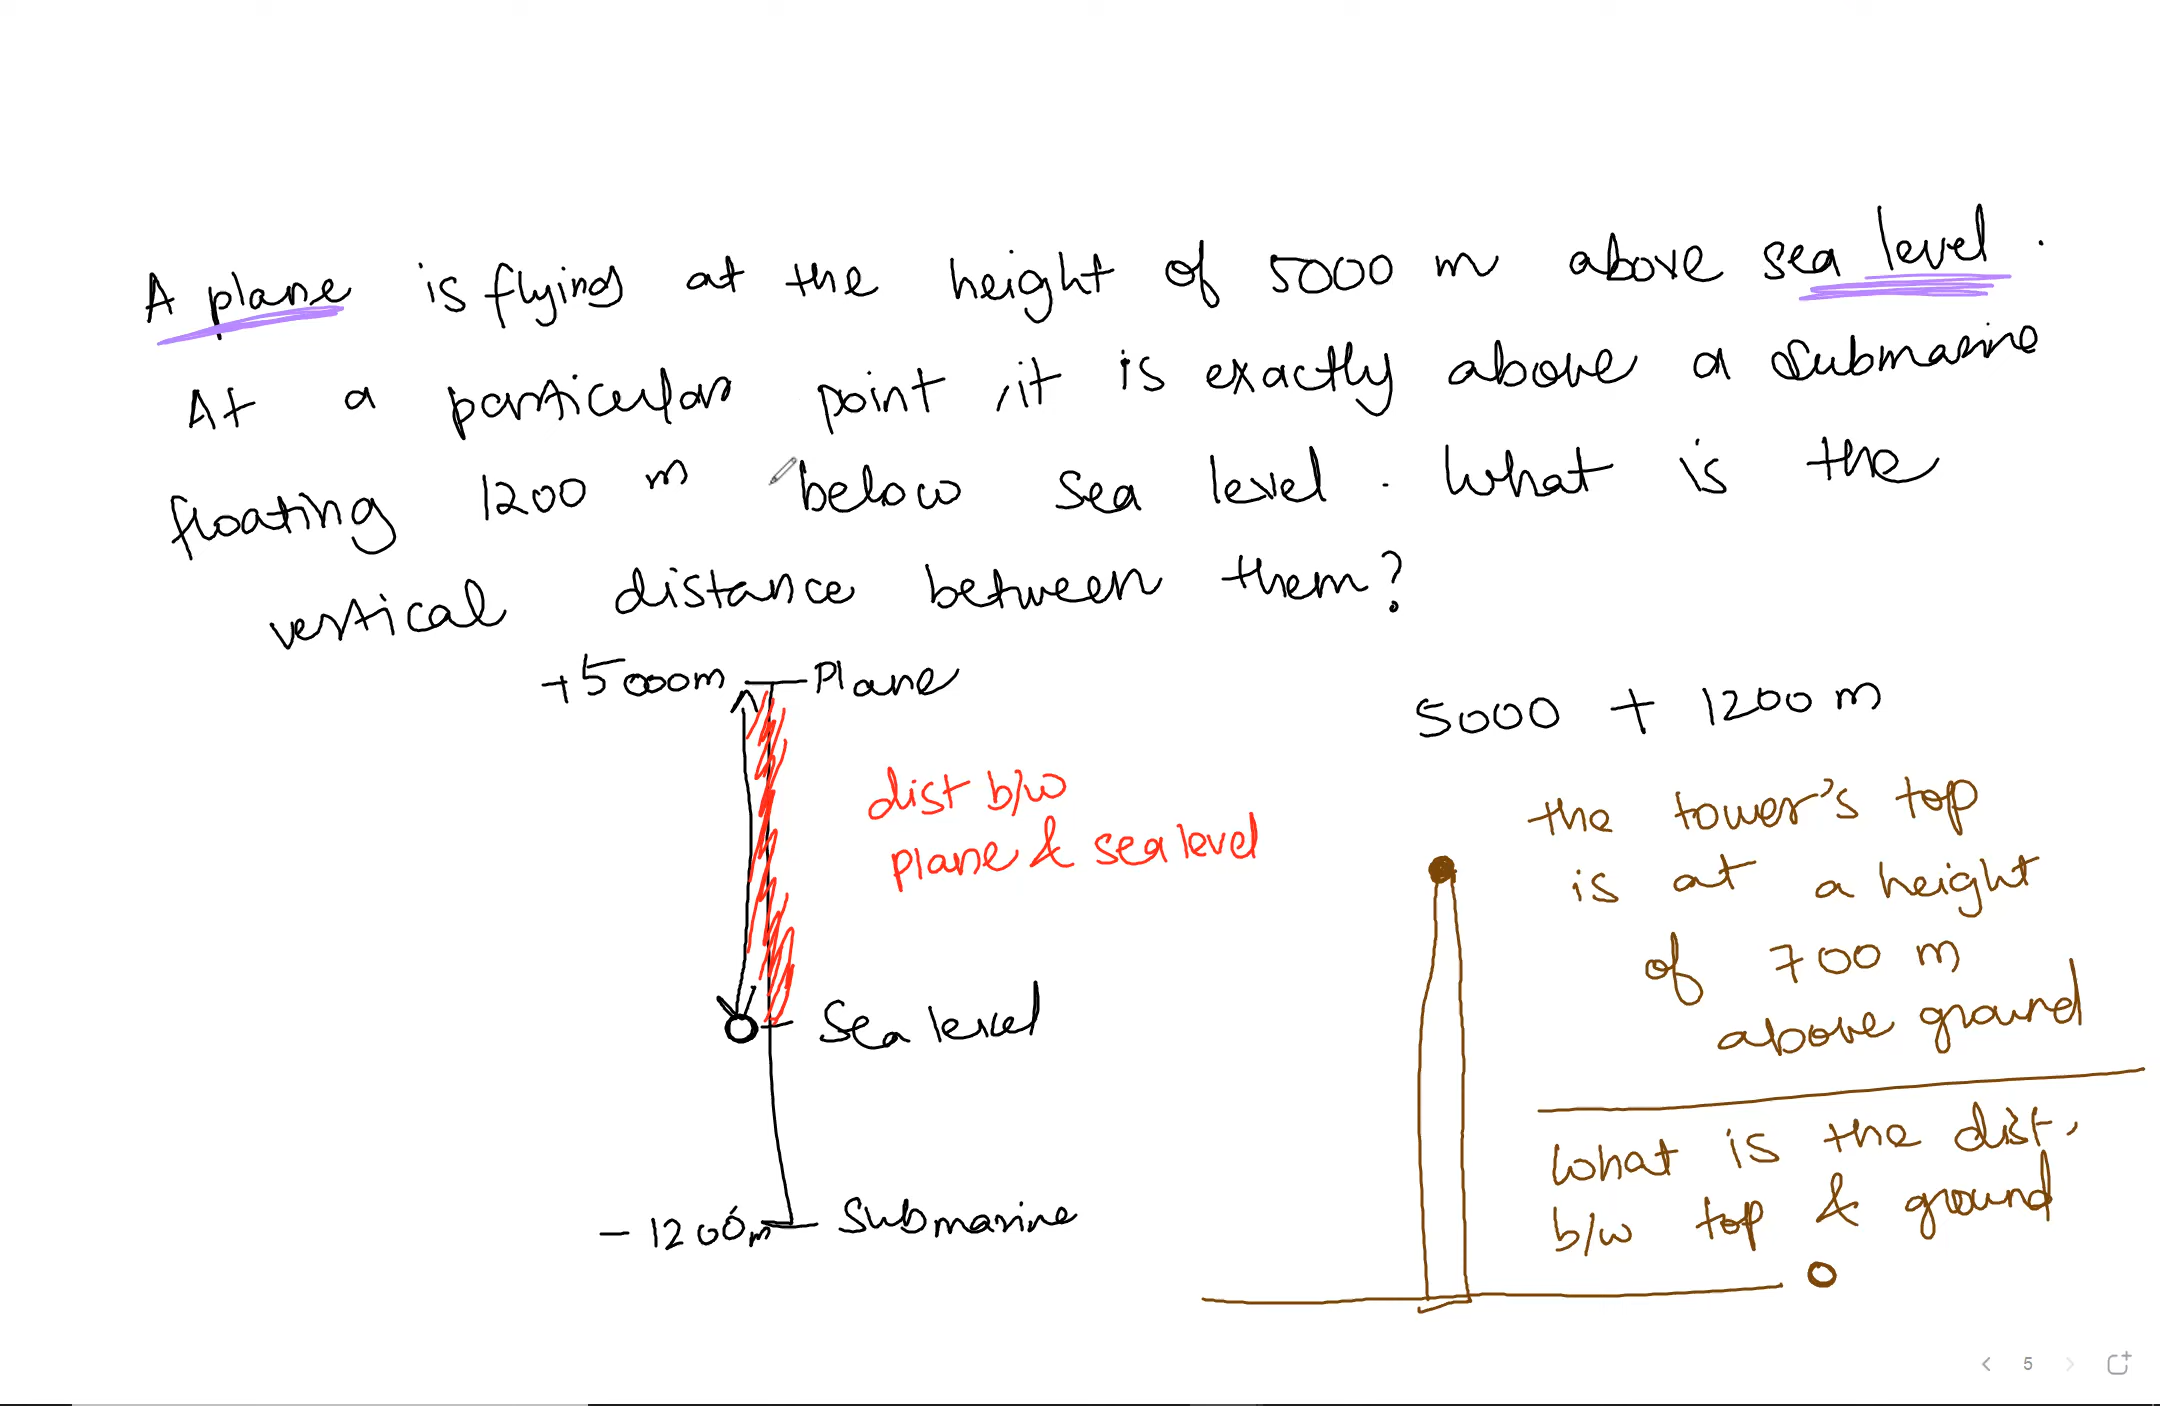 A plane is flying at the height of 5000 m above sea level.
At a particular point, it is exactly above a submarine
floating 1200 m below sea level. What is the
vertical distance between them?
+5000m Plane
5000 + 1200 m
dist b/w
plane & sea level
the tower's top
is at a height
of 700 m
above ground
Sea level
What is the dist.
b/w top & ground
-1200m Submarine
0
5